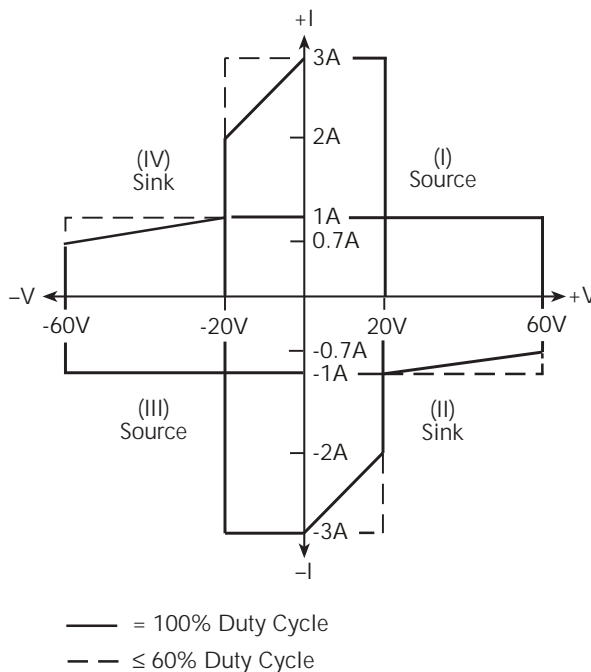 +I
3A
2A
(IV)
Sink
(I)
Source
1A
0.7A
–V
+V
-60V
-20V
20V
60V
-0.7A
-1A
(III)
Source
(II)
Sink
-2A
-3A
–I
= 100% Duty Cycle
≤ 60% Duty Cycle